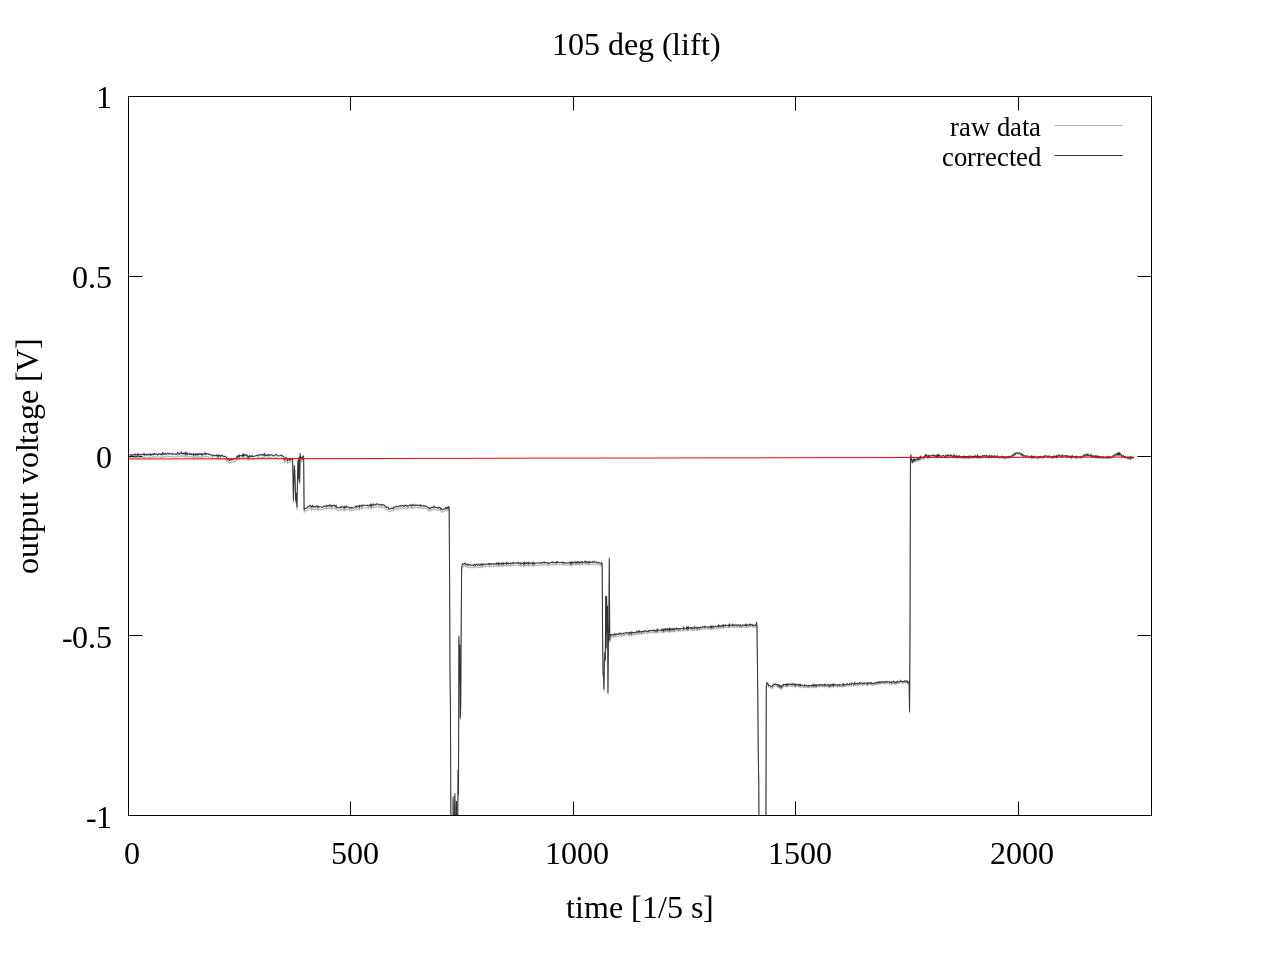 105 deg (lift)
raw data
corrected
1
0.5
0
-0.5
-1
output voltage [V]
0 500 1000 1500 2000
time [1/5 s]